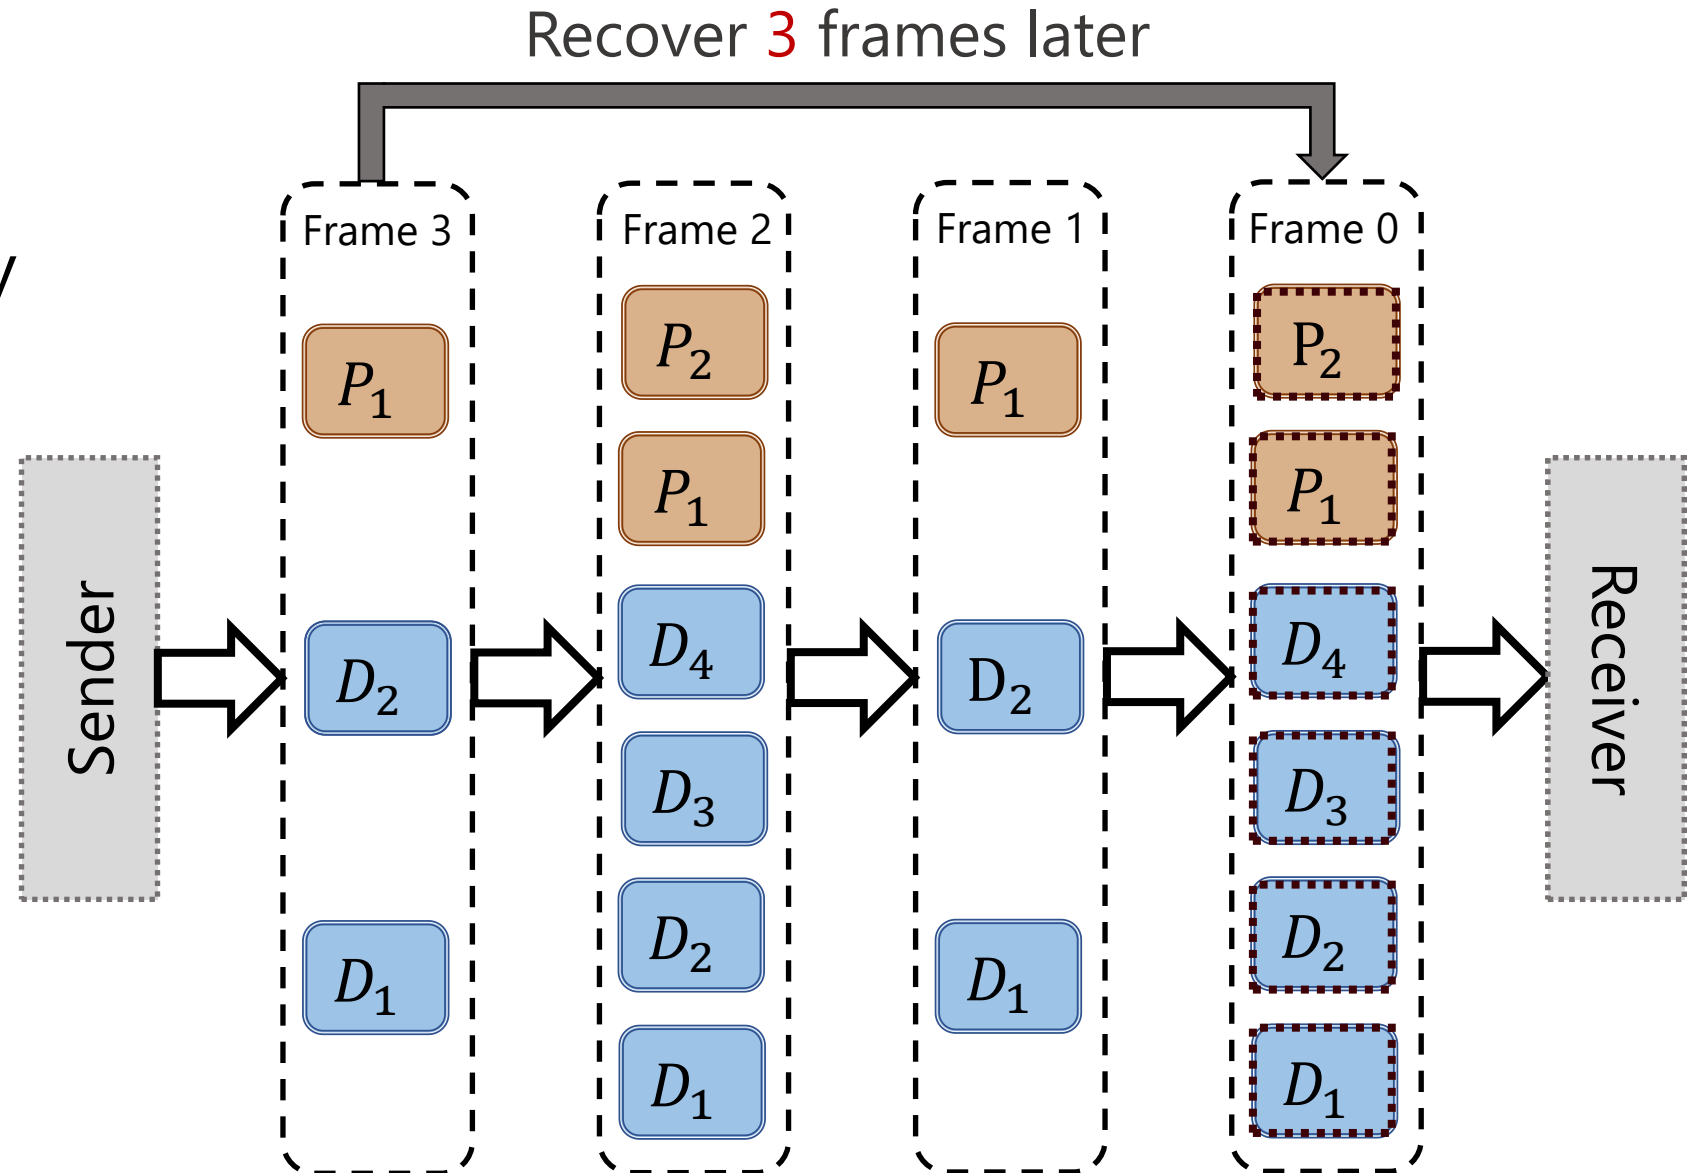 Recover 3 frames later
y
Sender
Frame 3
P₁
D₂
D₁
Frame 2
P₂
P₁
D₄
D₃
D₂
D₁
Frame 1
P₁
D₂
D₁
Frame 0
P₂
P₁
D₄
D₃
D₂
D₁
Receiver